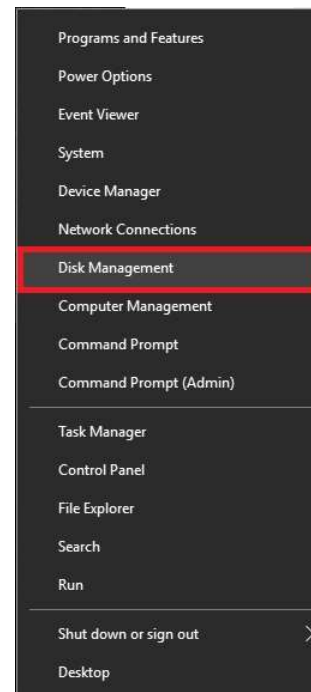 Programs and Features
Power Options
Event Viewer
System
Device Manager
Network Connections
Disk Management
Computer Management
Command Prompt
Command Prompt (Admin)
Task Manager
Control Panel
File Explorer
Search
Run
Shut down or sign out
Desktop